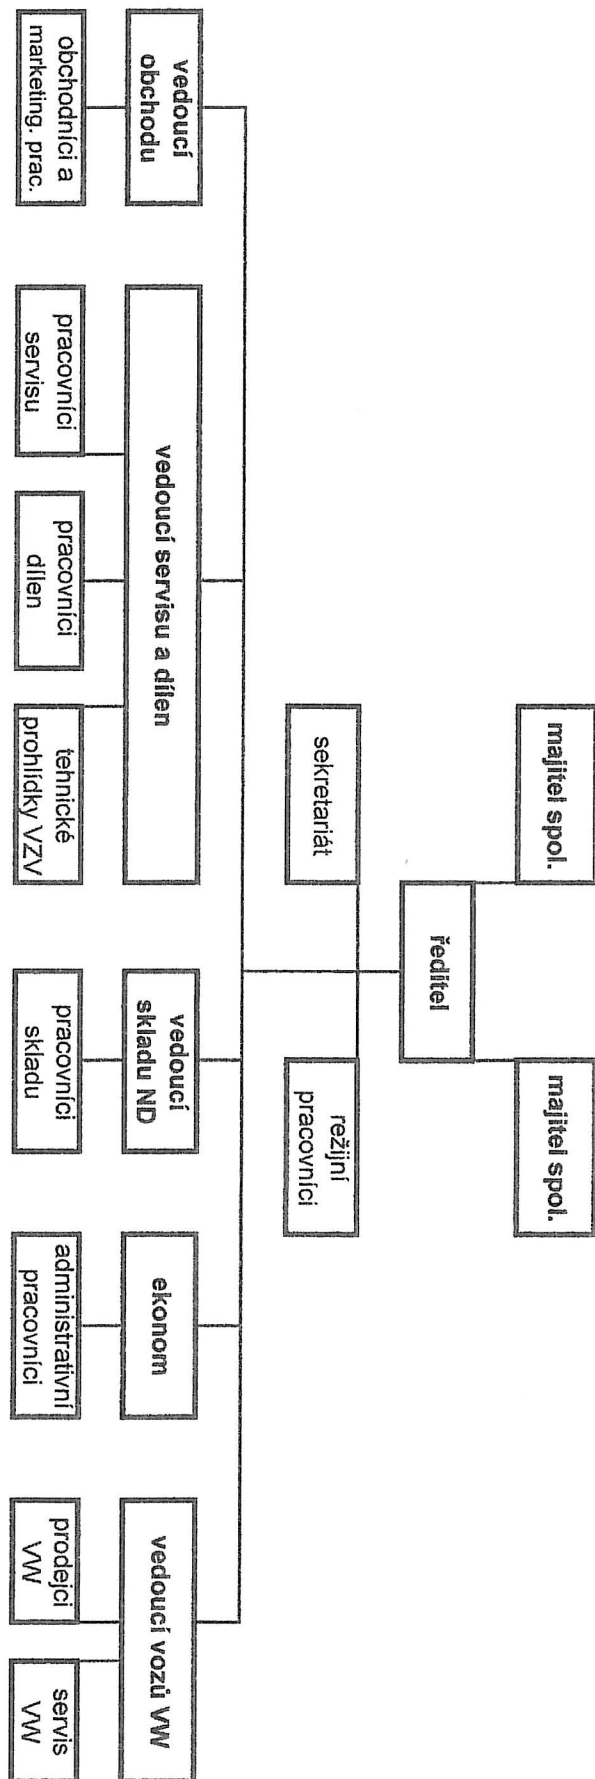 majitel spol.
majitel spol.
ředitel
sekretariát
režijní
pracovníci
vedoucí
obchodu
vedoucí servisu a dílen
vedoucí
skladu ND
ekonom
vedoucí vozů VW
obchodníci a
marketing. prac.
pracovníci
servisu
pracovníci
dílen
tehnické
prohlídky VZV
pracovníci
skladu
administrativní
pracovníci
prodejci
VW
servis
VW